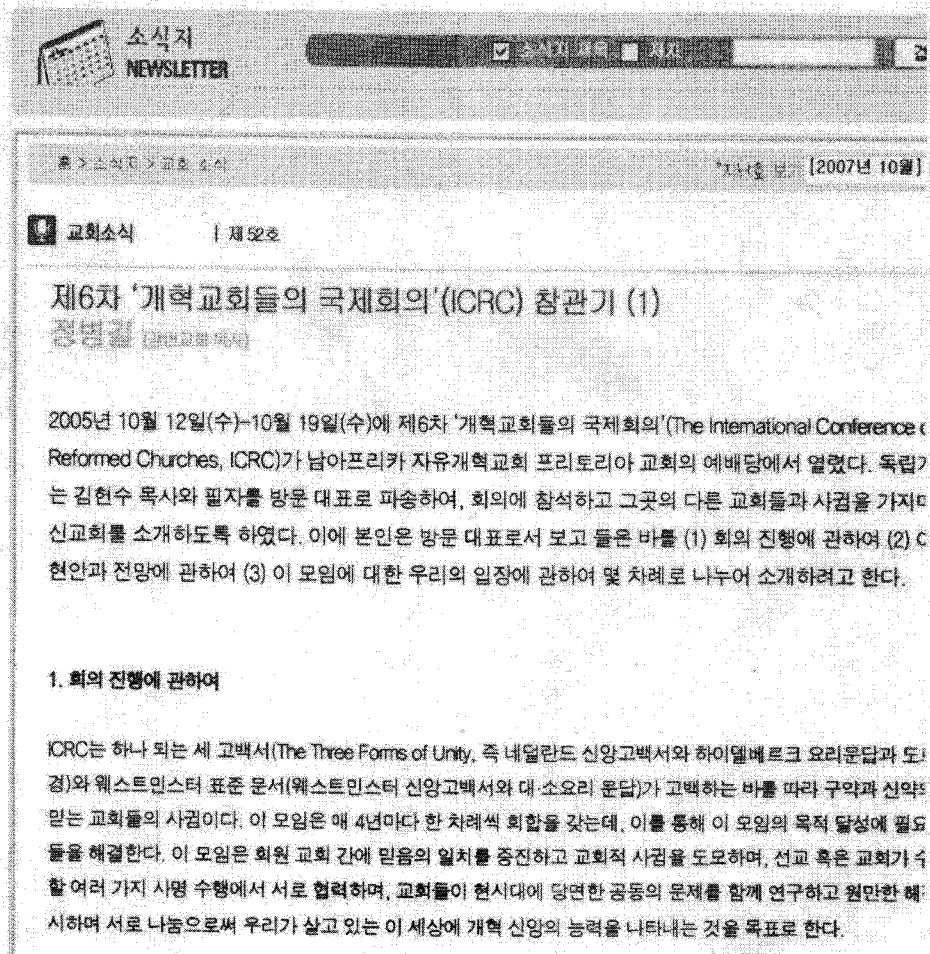 소식지
NEWSLETTER
소식지 제목
홈 > 소식지 > 교회 소식
보기 [2007년 10월]
교회소식 | 제52호
제6차 ‘개혁교회들의 국제회의’(ICRC) 참관기 (1)
정병길
2005년 10월 12일(수)-10월 19일(수)에 제6차 ‘개혁교회들의 국제회의’(The International Conference
Reformed Churches, ICRC)가 남아프리카 자유개혁교회 프리토리아 교회의 예배당에서 열렸다. 독립
는 김헌수 목사와 필자를 방문 대표로 파송하여, 회의에 참석하고 그곳의 다른 교회들과 사귐을 가지며
신교회를 소개하도록 하였다. 이에 본인은 방문 대표로서 보고 들은 바를 (1) 회의 진행에 관하여 (2)
현안과 전망에 관하여 (3) 이 모임에 대한 우리의 입장에 관하여 몇 차례로 나누어 소개하려고 한다.
1. 회의 진행에 관하여
ICRC는 하나 되는 세 고백서(The Three Forms of Unity, 즉 네덜란드 신앙고백서와 하이델베르크 요리문답과
경)와 웨스트민스터 표준 문서(웨스트민스터 신앙고백서와 대·소요리 문답)가 고백하는 바를 따라 구약과 신약의
믿는 교회들의 사귐이다. 이 모임은 매 4년마다 한 차례씩 회합을 갖는데, 이를 통해 이 모임의 목적 달성에 필요
들을 해결한다. 이 모임은 회원 교회 간에 믿음의 일치를 증진하고 교회적 사귐을 도모하며, 선교 혹은 교회가
할 여러 가지 사명 수행에서 서로 협력하며, 교회들이 현시대에 당면한 공동의 문제를 함께 연구하고 원만한
시하며 서로 나눔으로써 우리가 살고 있는 이 세상에 개혁 신앙의 능력을 나타내는 것을 목표로 한다.